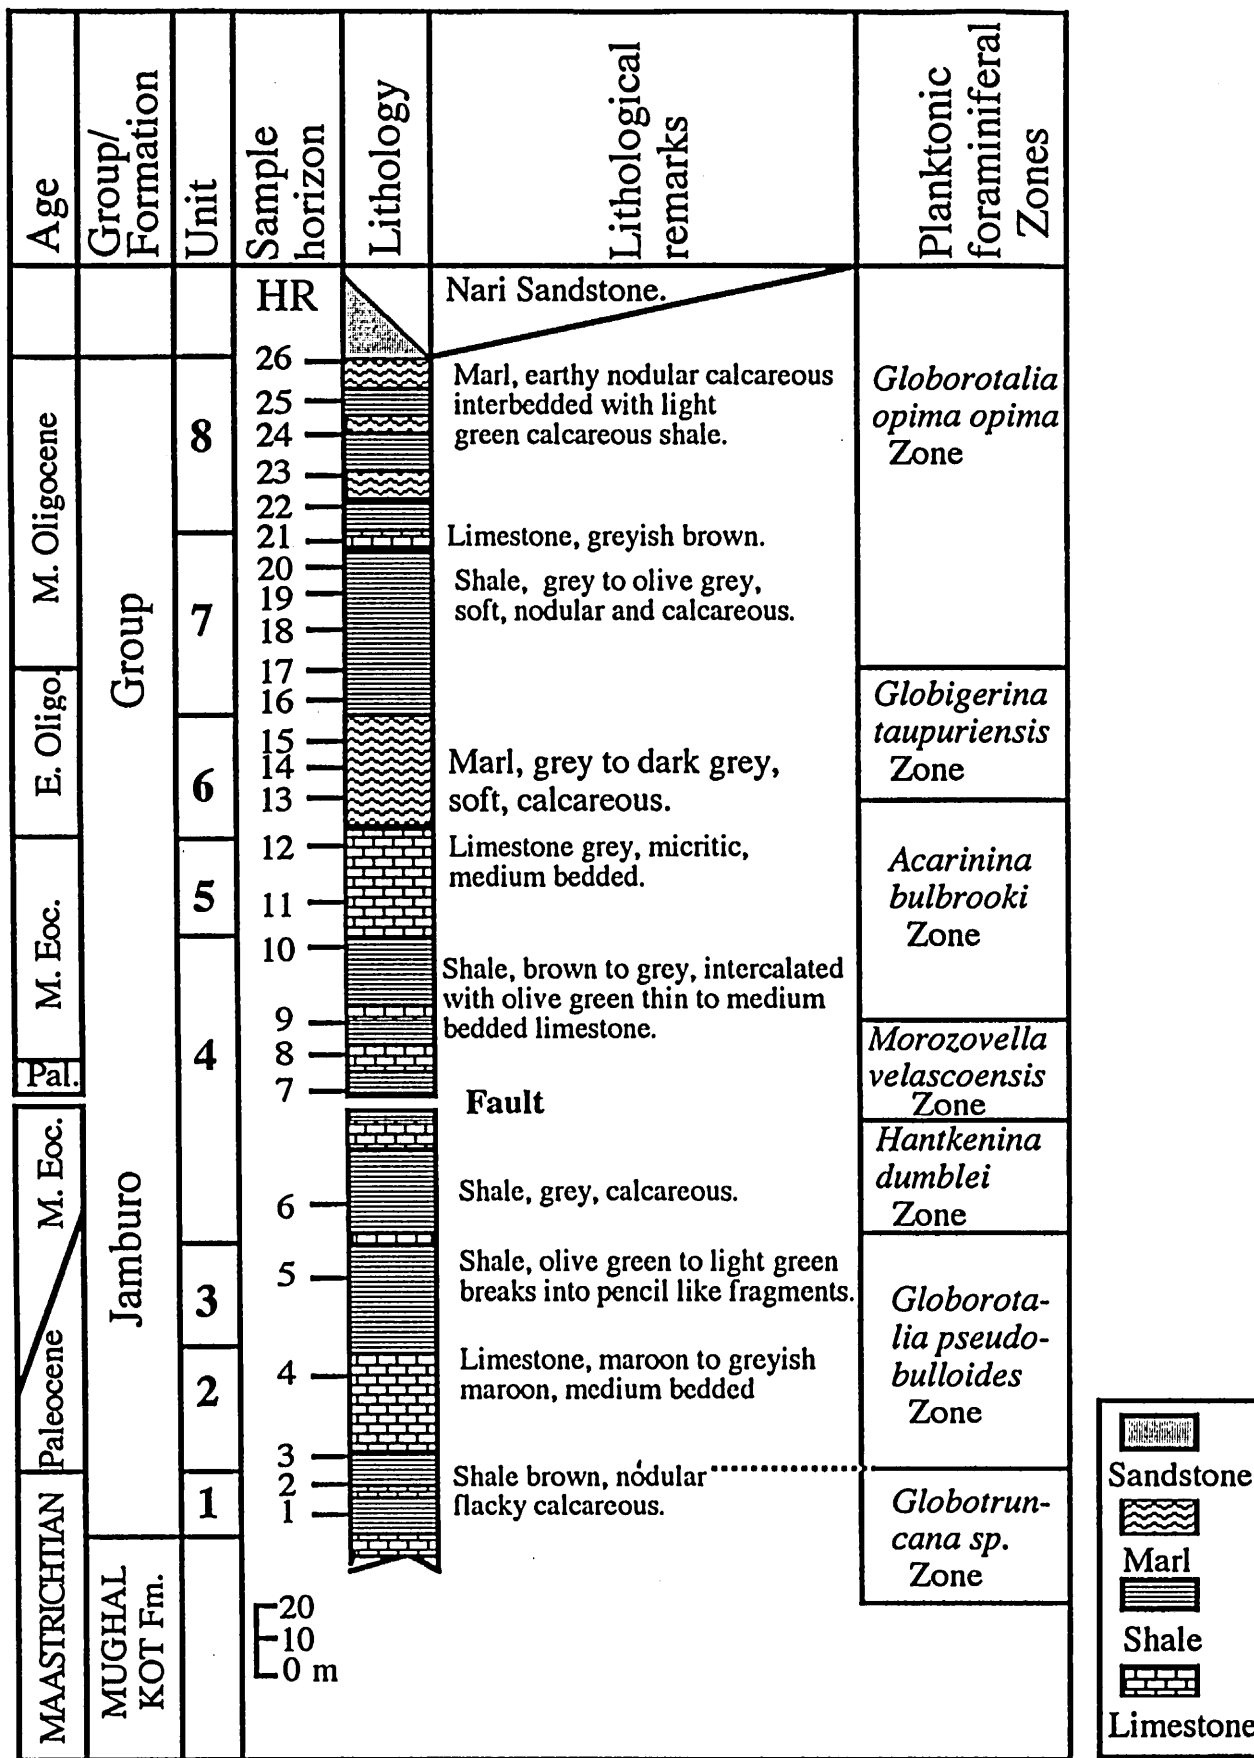 Age
Group/
Formation
Unit
Sample
horizon
Lithology
Lithological
remarks
Planktonic
foraminiferal
Zones
M. Oligocene
E. Oligo.
M. Eoc.
Pal.
M. Eoc.
Paleocene
MAASTRICHTIAN
Group
Jamburo
MUGHAL
KOT Fm.
8
7
6
5
4
3
2
1
HR
26
25
24
23
22
21
20
19
18
17
16
15
14
13
12
11
10
9
8
7
6
5
4
3
2
1
20
10
0 m
Nari Sandstone.
Marl, earthy nodular calcareous
interbedded with light
green calcareous shale.
Limestone, greyish brown.
Shale, grey to olive grey,
soft, nodular and calcareous.
Marl, grey to dark grey,
soft, calcareous.
Limestone grey, micritic,
medium bedded.
Shale, brown to grey, intercalated
with olive green thin to medium
bedded limestone.
Fault
Shale, grey, calcareous.
Shale, olive green to light green
breaks into pencil like fragments.
Limestone, maroon to greyish
maroon, medium bedded
Shale brown, nodular
flacky calcareous.
Globorotalia
opima opima
Zone
Globigerina
taupuriensis
Zone
Acarinina
bulbrooki
Zone
Morozovella
velascoensis
Zone
Hantkenina
dumblei
Zone
Globorota-
lia pseudo-
bulloides
Zone
Globotrun-
cana sp.
Zone
Sandstone
Marl
Shale
Limestone